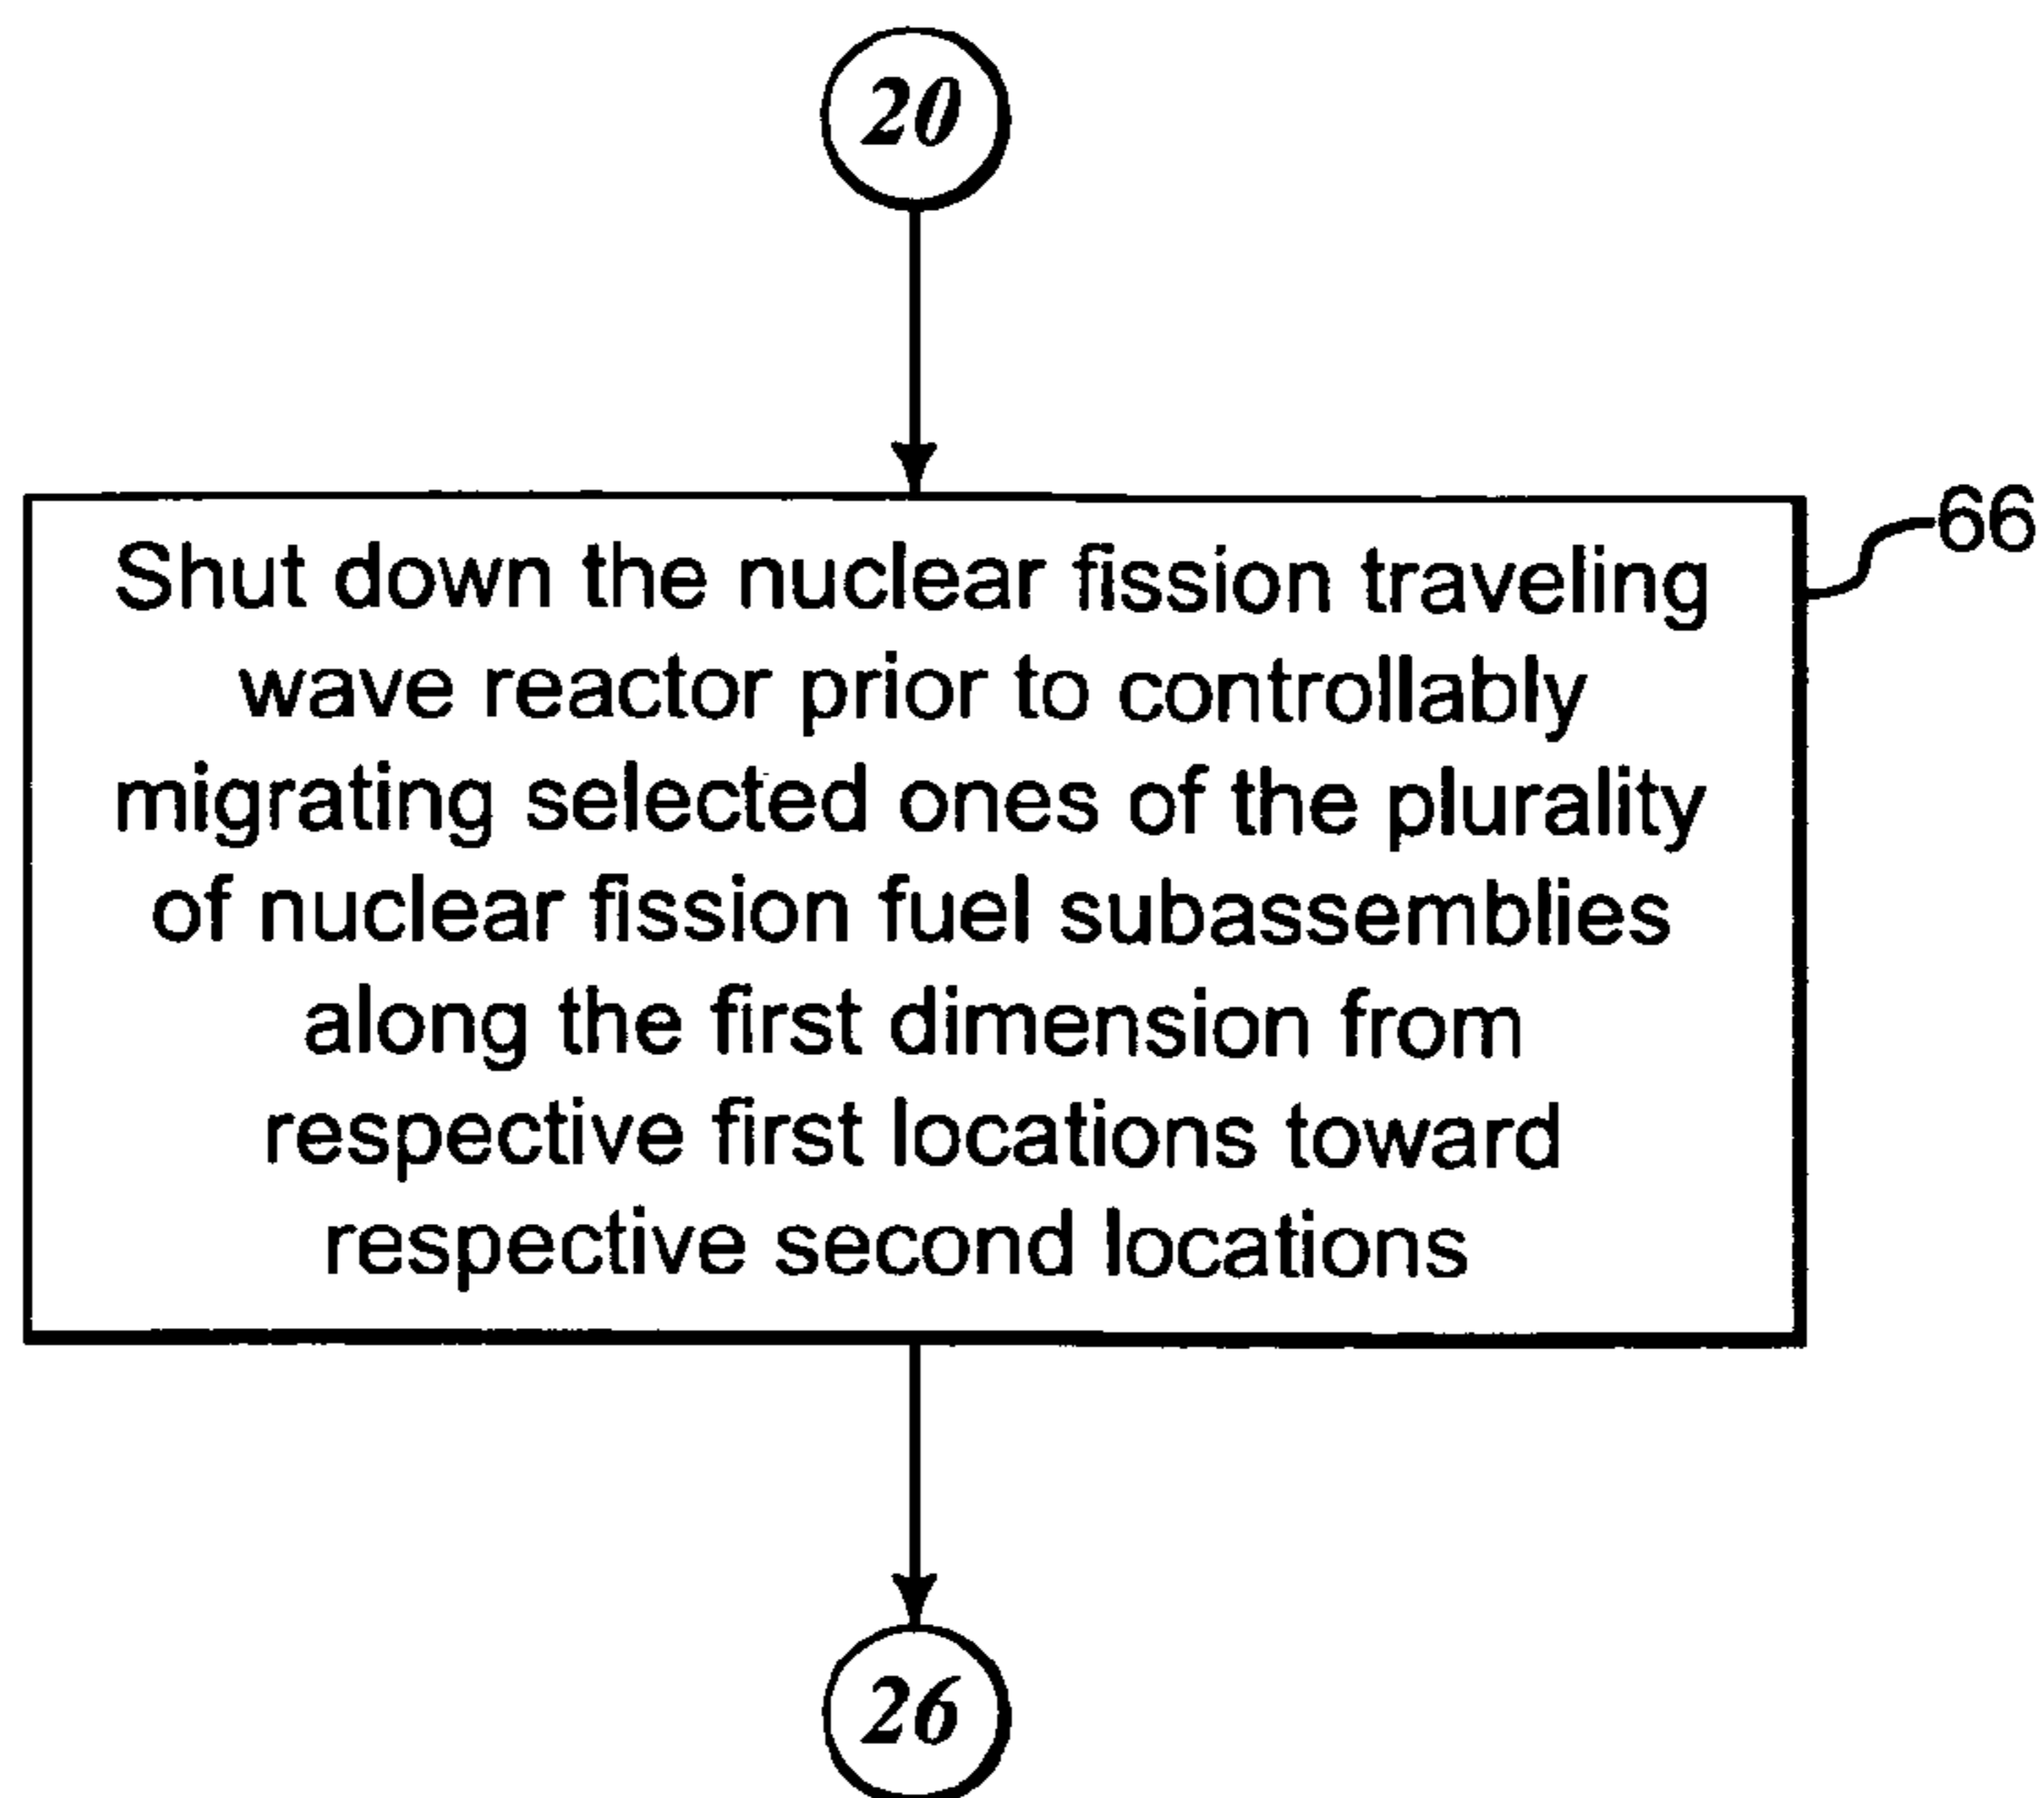 20
66
Shut down the nuclear fission traveling
wave reactor prior to controllably
migrating selected ones of the plurality
of nuclear fission fuel subassemblies
along the first dimension from
respective first locations toward
respective second locations
26